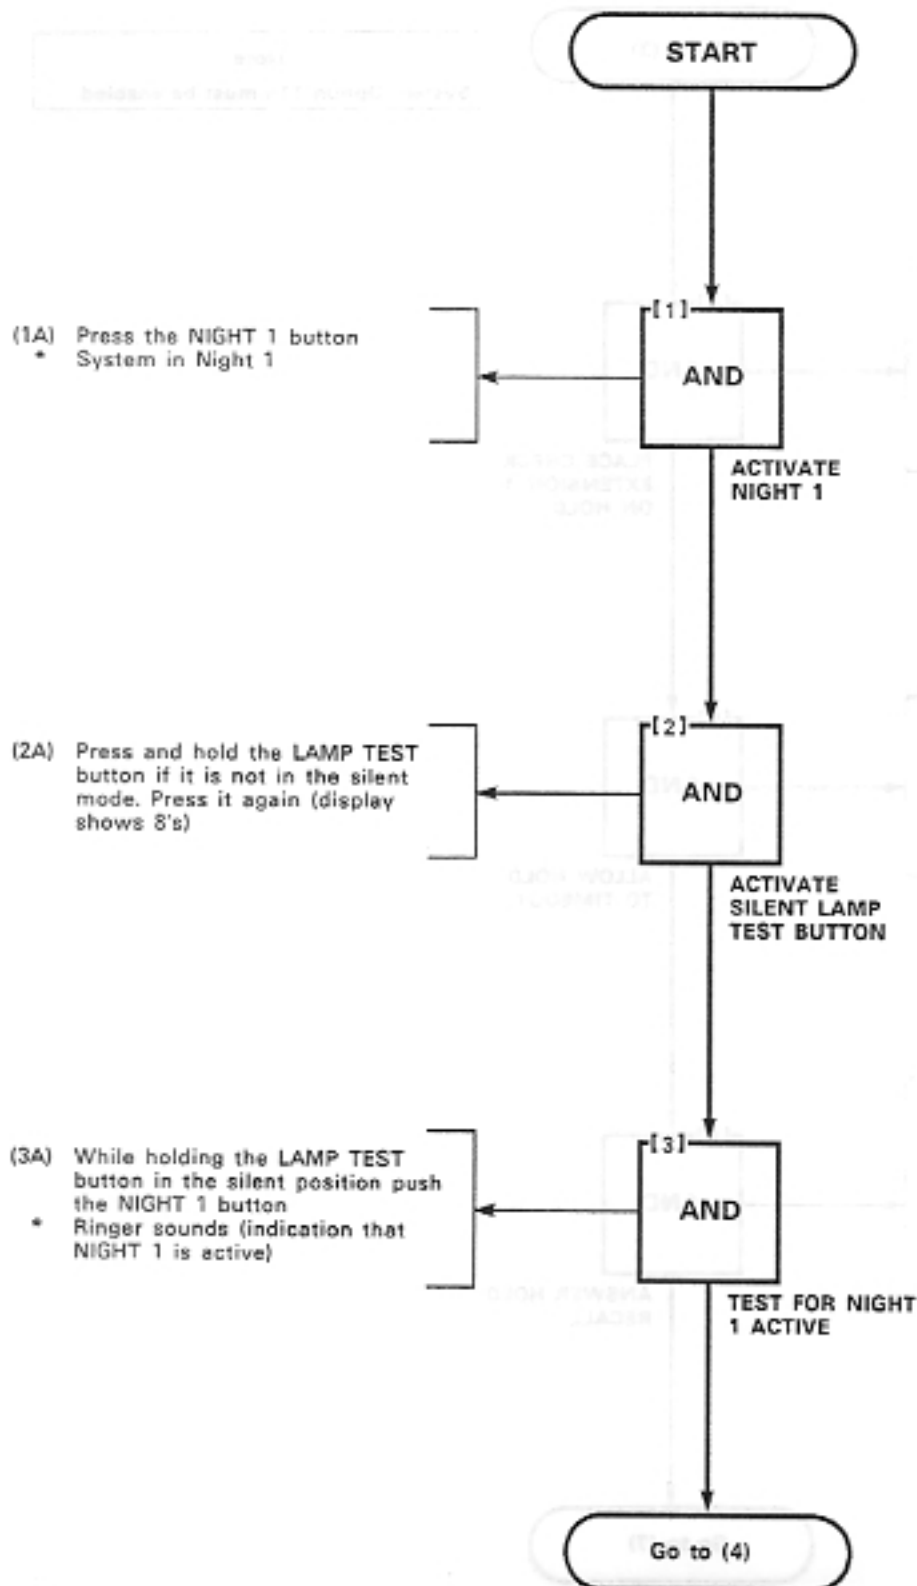 START
[1]
(1A) Press the NIGHT 1 button
* System in Night 1
AND
ACTIVATE
NIGHT 1
[2]
(2A) Press and hold the LAMP TEST
button if it is not in the silent
mode. Press it again (display
shows 8's)
AND
ACTIVATE
SILENT LAMP
TEST BUTTON
[3]
(3A) While holding the LAMP TEST
button in the silent position push
the NIGHT 1 button
* Ringer sounds (indication that
NIGHT 1 is active)
AND
TEST FOR NIGHT
1 ACTIVE
Go to (4)